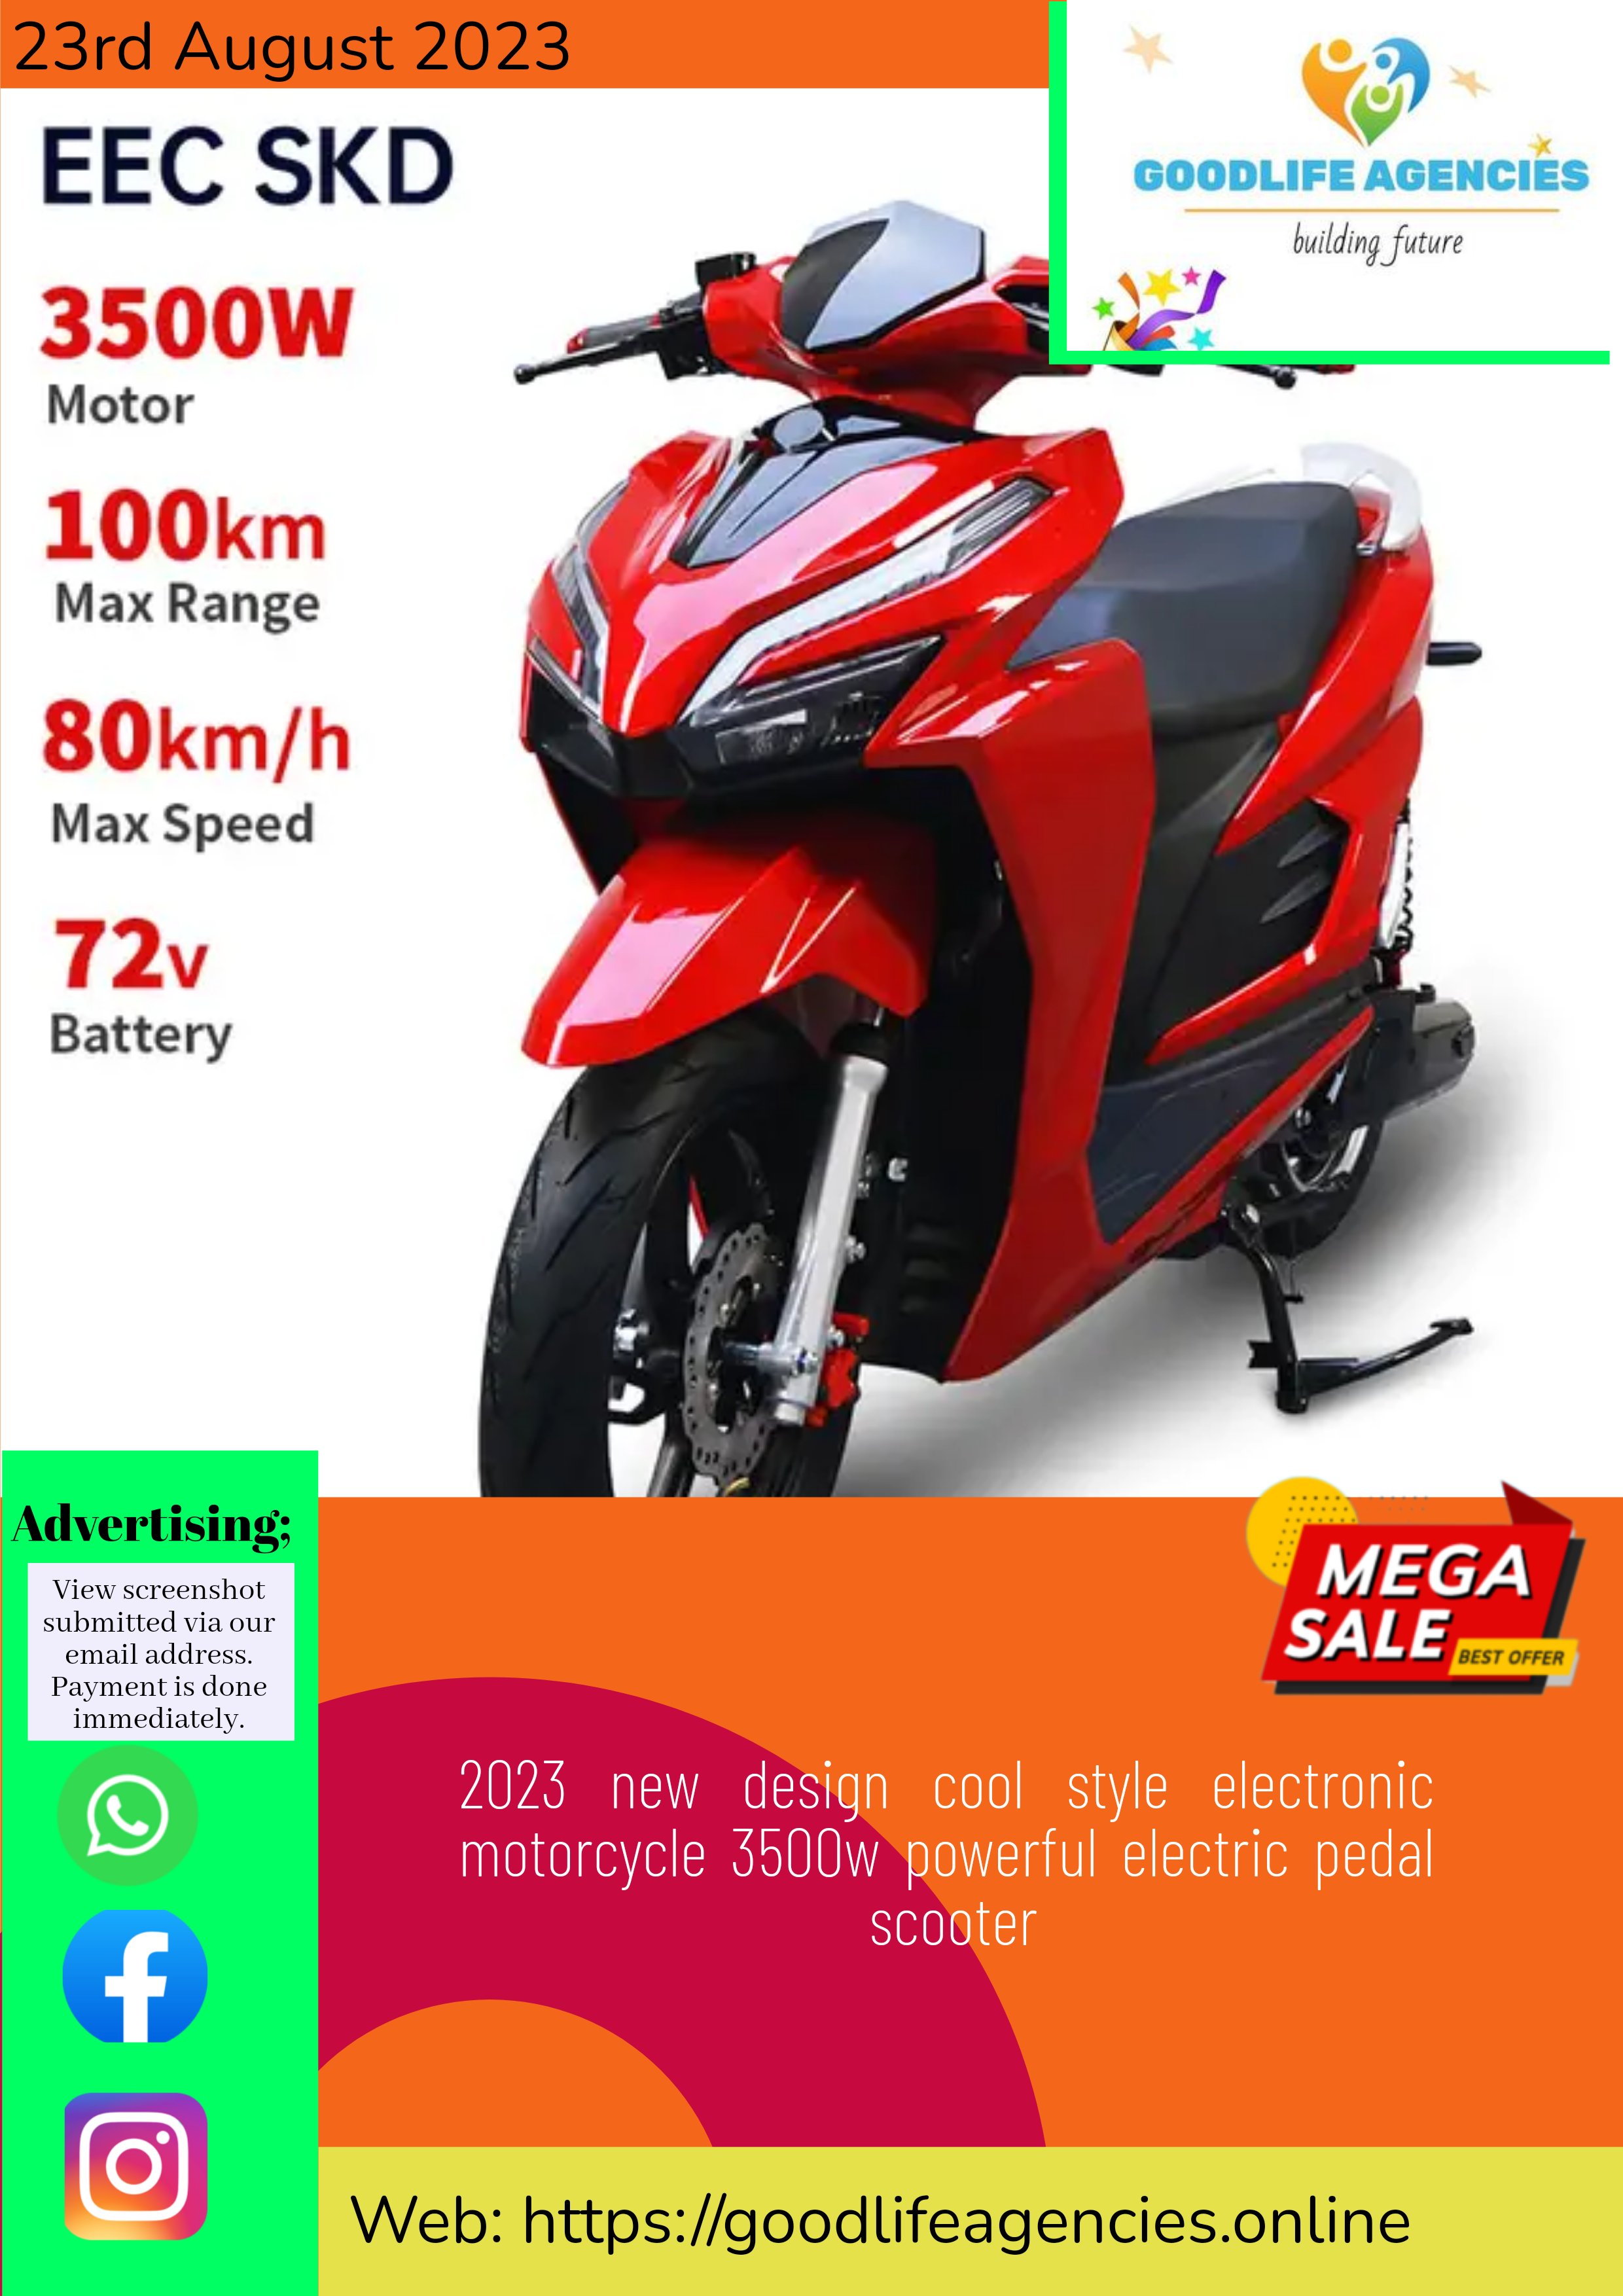 23rd August 2023
GOODLIFE AGENCIES
building future
EEC SKD
3500W
Motor
100km
Max Range
80km/h
Max Speed
72v
Battery
Advertising;
View screenshot
submitted via our
email address.
Payment is done
immediately.
MEGA
SALE
BEST OFFER
2023 new design cool style electronic
motorcycle 3500w powerful electric pedal
scooter
Web: https://goodlifeagencies.online